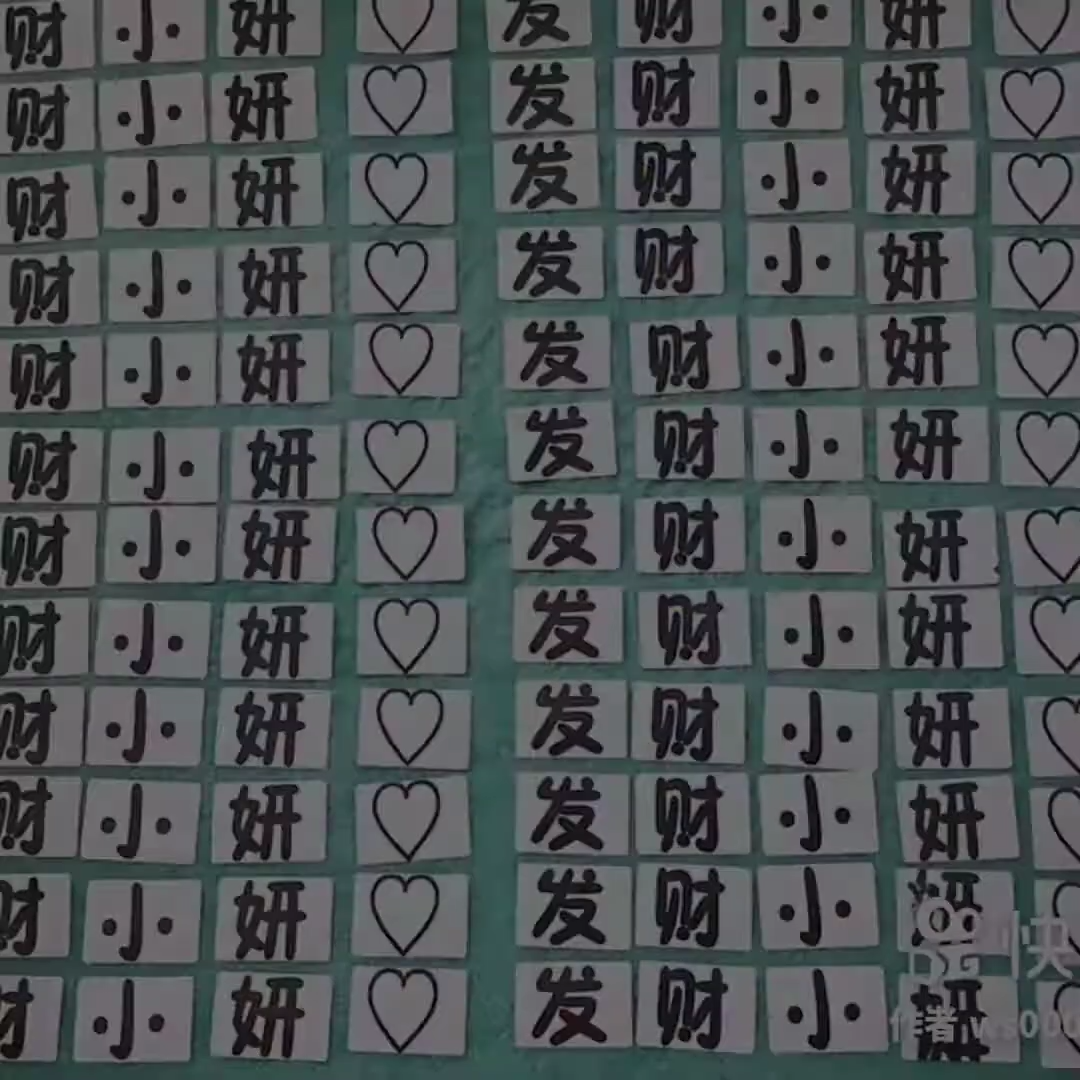 财 小 妍 ♡ 发 财 小 妍 ♡
财 小 妍 ♡ 发 财 小 妍 ♡
财 小 妍 ♡ 发 财 小 妍 ♡
财 小 妍 ♡ 发 财 小 妍 ♡
财 小 妍 ♡ 发 财 小 妍 ♡
财 小 妍 ♡ 发 财 小 妍 ♡
财 小 妍 ♡ 发 财 小 妍 ♡
财 小 妍 ♡ 发 财 小 妍 ♡
财 小 妍 ♡ 发 财 小 妍 ♡
财 小 妍 ♡ 发 财 小 妍 ♡
财 小 妍 ♡ 发 财 小 妍 ♡
财 小 妍 ♡ 发 财 小 妍 ♡
作者